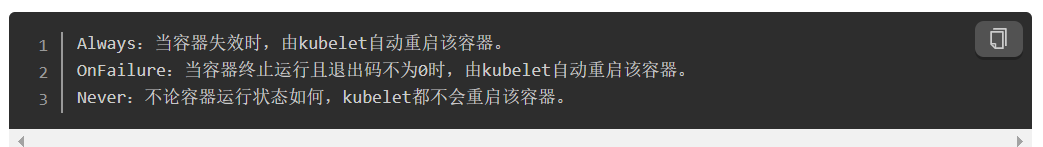 1 Always：当容器失效时，由kubelet自动重启该容器。
2 OnFailure：当容器终止运行且退出码不为0时，由kubelet自动重启该容器。
3 Never：不论容器运行状态如何，kubelet都不会重启该容器。